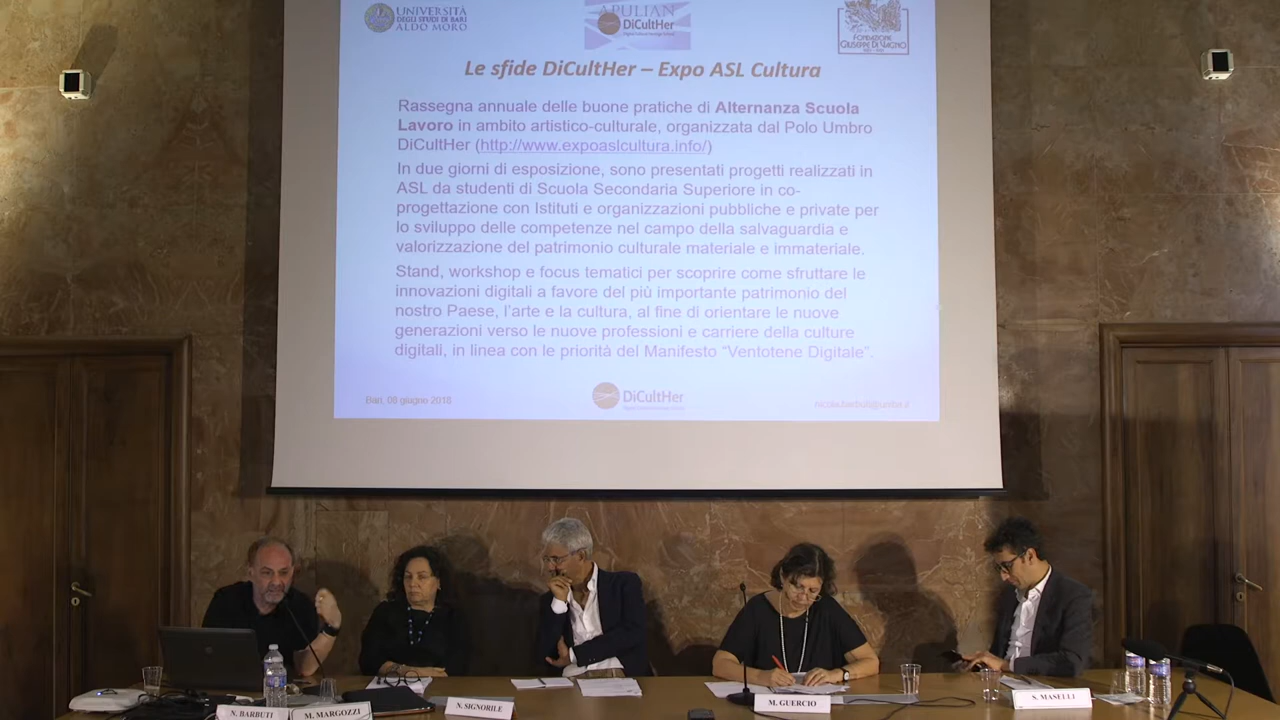 UNIVERSITÀ
DEGLI STUDI DI BARI
ALDO MORO
APULIAN
DiCultHer
FONDAZIONE
GIUSEPPE DI VAGNO
Le sfide DiCultHer – Expo ASL Cultura
Rassegna annuale delle buone pratiche di Alternanza Scuola
Lavoro in ambito artistico-culturale, organizzata dal Polo Umbro
DiCultHer (http://www.expoaslcultura.info/)
In due giorni di esposizione, sono presentati progetti realizzati in
ASL da studenti di Scuola Secondaria Superiore in co-
progettazione con Istituti e organizzazioni pubbliche e private per
lo sviluppo delle competenze nel campo della salvaguardia e
valorizzazione del patrimonio culturale materiale e immateriale.
Stand, workshop e focus tematici per scoprire come sfruttare le
innovazioni digitali a favore del più importante patrimonio del
nostro Paese, l'arte e la cultura, al fine di orientare le nuove
generazioni verso le nuove professioni e carriere della culture
digitali, in linea con le priorità del Manifesto "Ventotene Digitale".
Bari, 06 giugno 2018
DiCultHer
nicola.barbuti@uniba.it
N. BARBUTI
M. MARGOZZI
N. SIGNORILE
M. GUERCIO
S. MASELLI